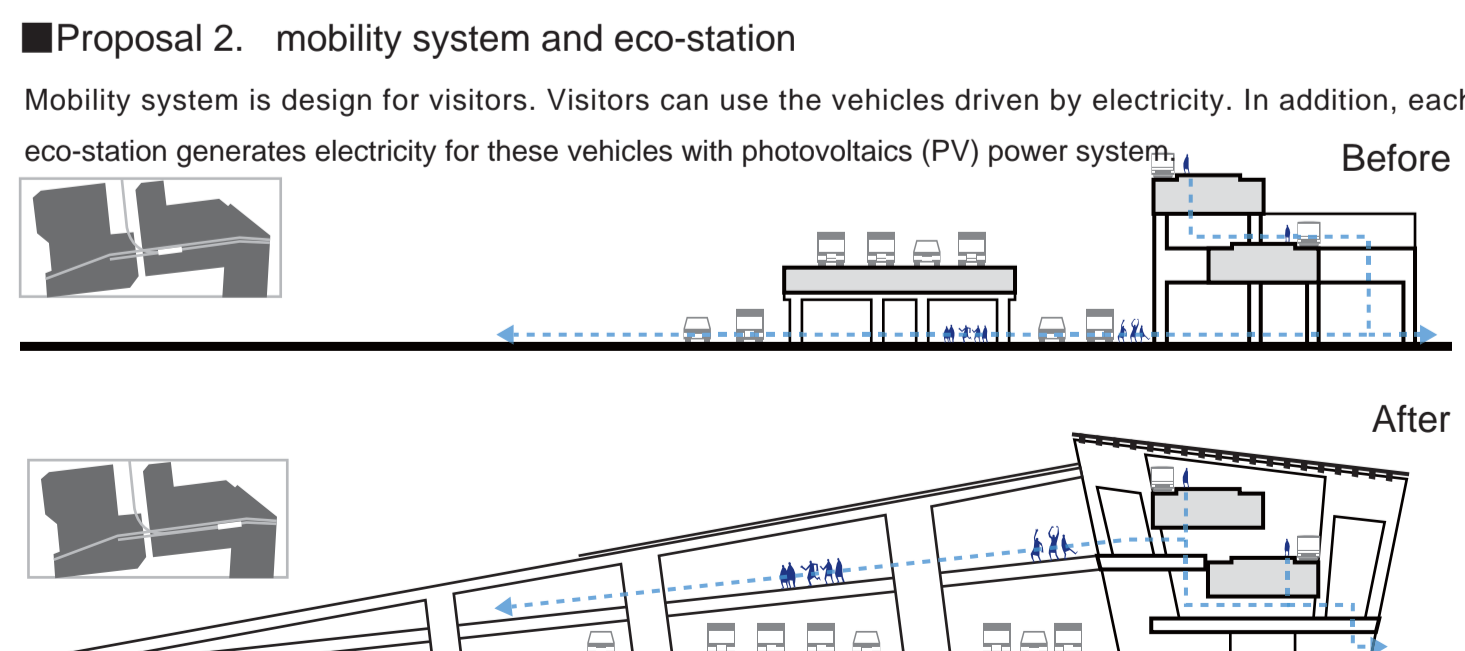 ■Proposal 2. mobility system and eco-station
Mobility system is design for visitors. Visitors can use the vehicles driven by electricity. In addition, each
eco-station generates electricity for these vehicles with photovoltaics (PV) power system.
Before
After